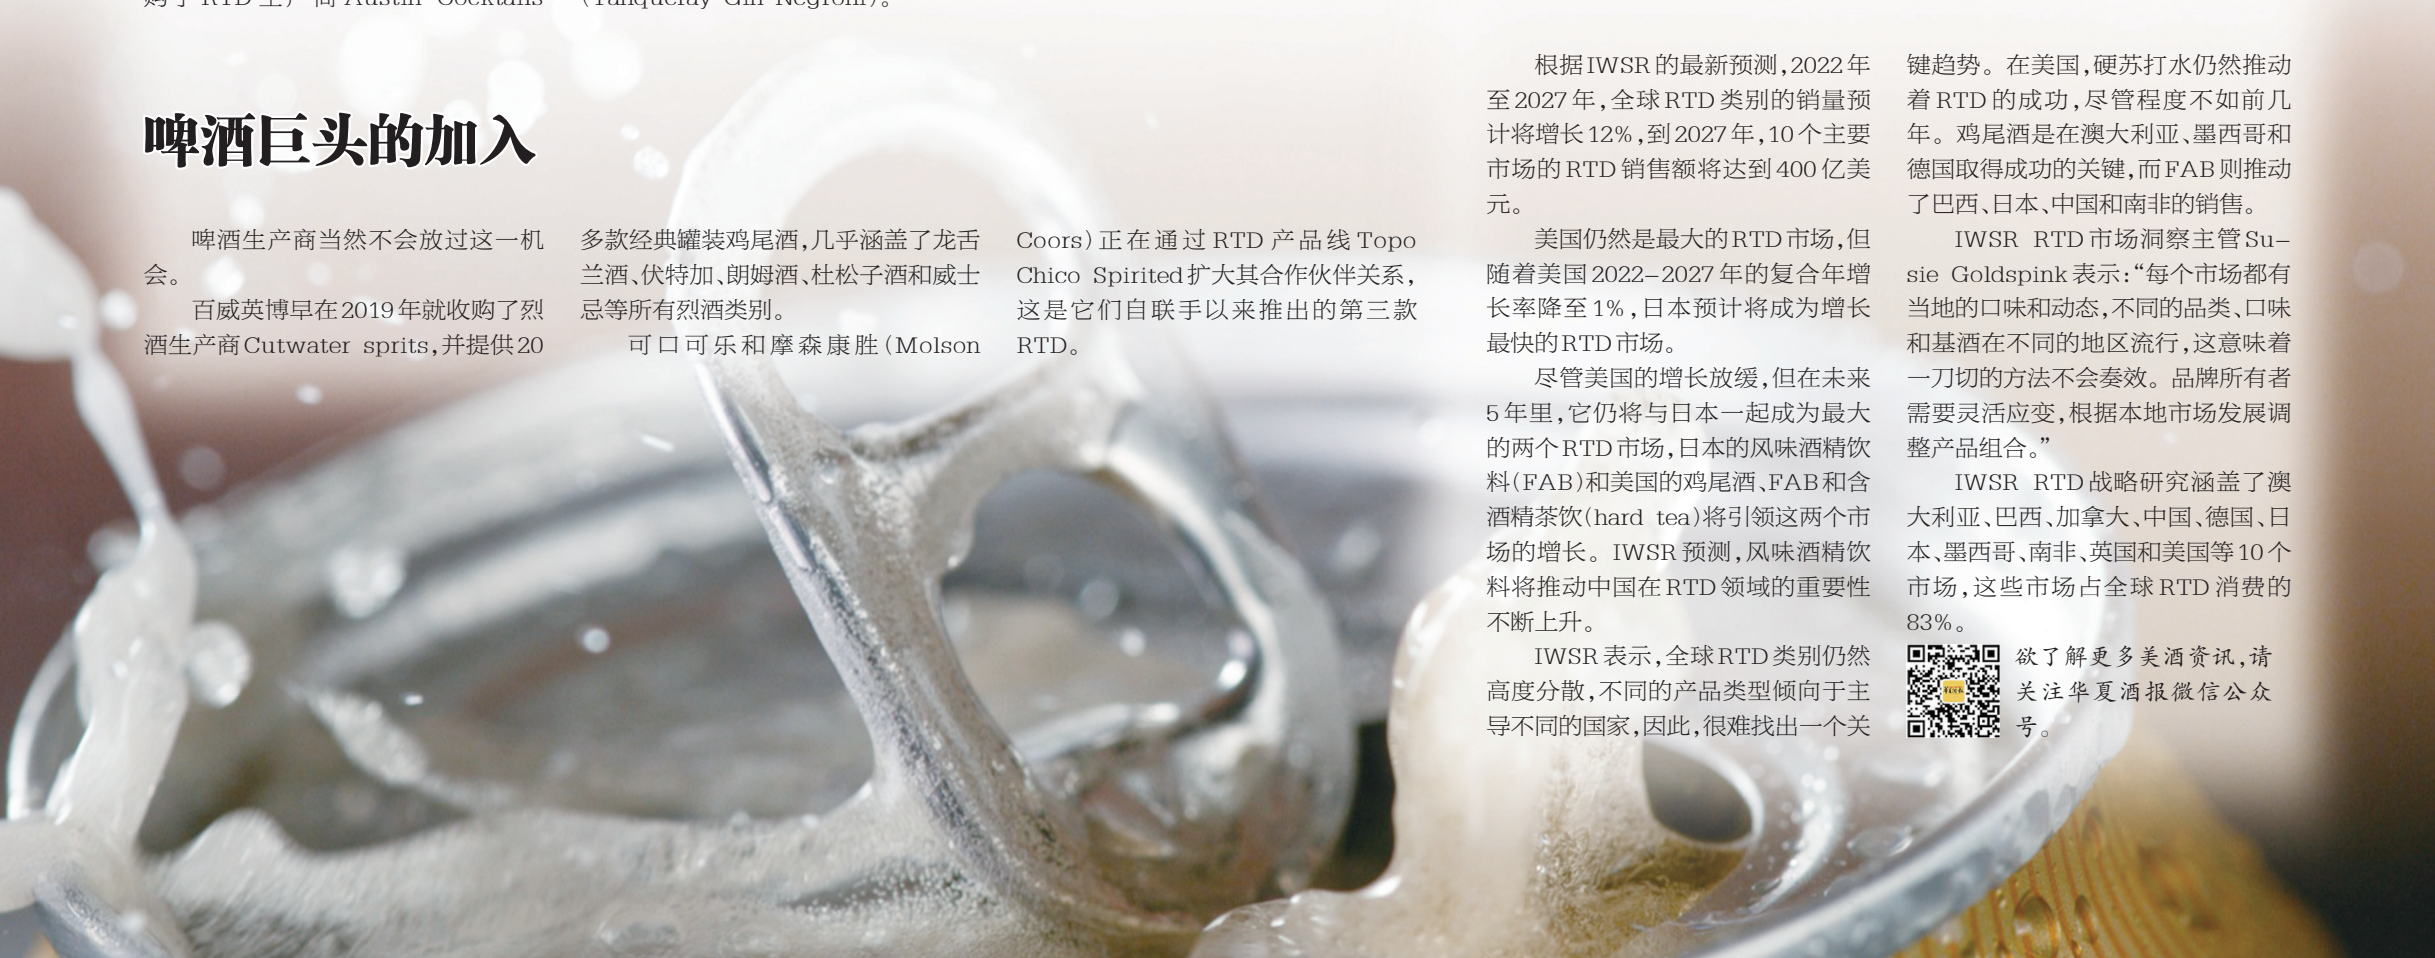 啤酒巨头的加入
啤酒生产商当然不会放过这一机
会。
百威英博早在2019年就收购了烈
酒生产商Cutwater sprits,并提供20
多款经典罐装鸡尾酒,几乎涵盖了龙舌
兰酒、伏特加、朗姆酒、杜松子酒和威士
忌等所有烈酒类别。
可口可乐和摩森康胜(Molson
Coors)正在通过RTD产品线Topo
Chico Spirited扩大其合作伙伴关系,
这是它们自联手以来推出的第三款
RTD。
根据IWSR的最新预测,2022年
至2027年,全球RTD类别的销量预
计将增长12%,到2027年,10个主要
市场的RTD销售额将达到400亿美
元。
美国仍然是最大的RTD市场,但
随着美国2022-2027年的复合年增
长率降至1%,日本预计将成为增长
最快的RTD市场。
尽管美国的增长放缓,但在未来
5年里,它仍将与日本一起成为最大
的两个RTD市场,日本的风味酒精饮
料(FAB)和美国的鸡尾酒、FAB和含
酒精茶饮(hard tea)将引领这两个市
场的增长。IWSR预测,风味酒精饮
料将推动中国在RTD领域的重要性
不断上升。
IWSR表示,全球RTD类别仍然
高度分散,不同的产品类型倾向于主
导不同的国家,因此,很难找出一个关
键趋势。在美国,硬苏打水仍然推动
着RTD的成功,尽管程度不如前几
年。鸡尾酒是在澳大利亚、墨西哥和
德国取得成功的关键,而FAB则推动
了巴西、日本、中国和南非的销售。
IWSR RTD市场洞察主管Su-
sie Goldspink表示:“每个市场都有
当地的口味和动态,不同的品类、口味
和基酒在不同的地区流行,这意味着
一刀切的方法不会奏效。品牌所有者
需要灵活应变,根据本地市场发展调
整产品组合。”
IWSR RTD战略研究涵盖了澳
大利亚、巴西、加拿大、中国、德国、日
本、墨西哥、南非、英国和美国等10个
市场,这些市场占全球RTD消费的
83%。
欲了解更多美酒资讯,请
关注华夏酒报微信公众
号。